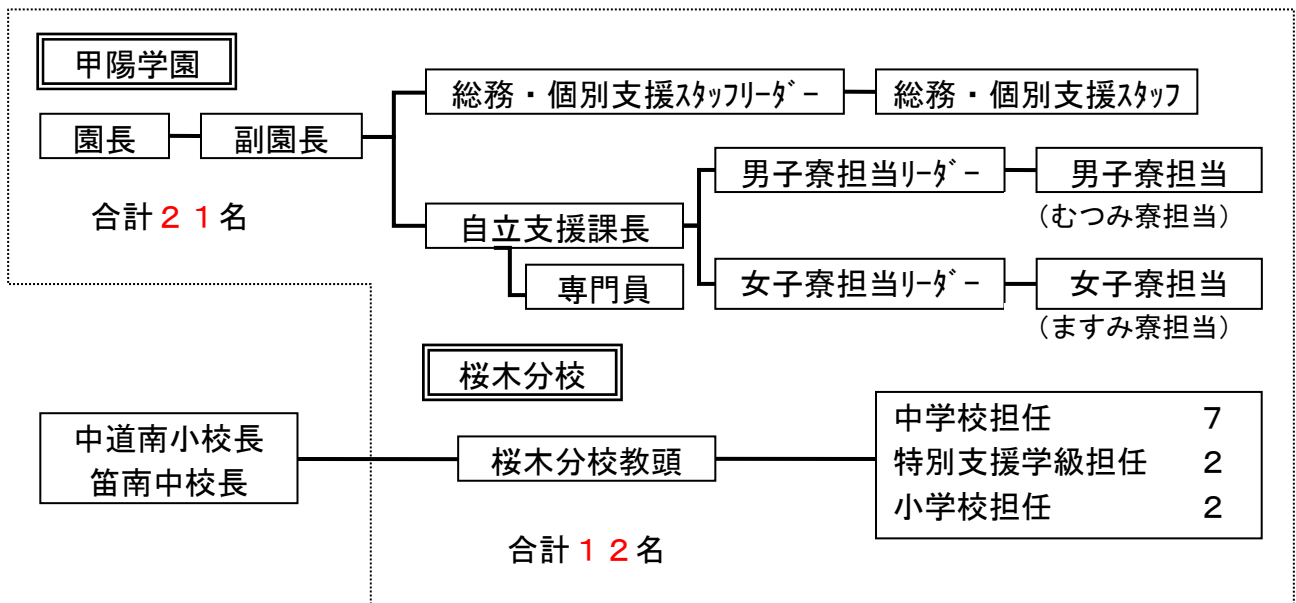 甲陽学園
総務・個別支援ｽﾀｯﾌﾘｰﾀﾞｰ
総務・個別支援ｽﾀｯﾌ
園長
副園長
男子寮担当ﾘｰﾀﾞｰ
男子寮担当
（むつみ寮担当）
合計２１名
自立支援課長
専門員
女子寮担当ﾘｰﾀﾞｰ
女子寮担当
（ますみ寮担当）
桜木分校
中道南小校長
笛南中校長
桜木分校教頭
中学校担任　７
特別支援学級担任　２
小学校担任　２
合計１２名